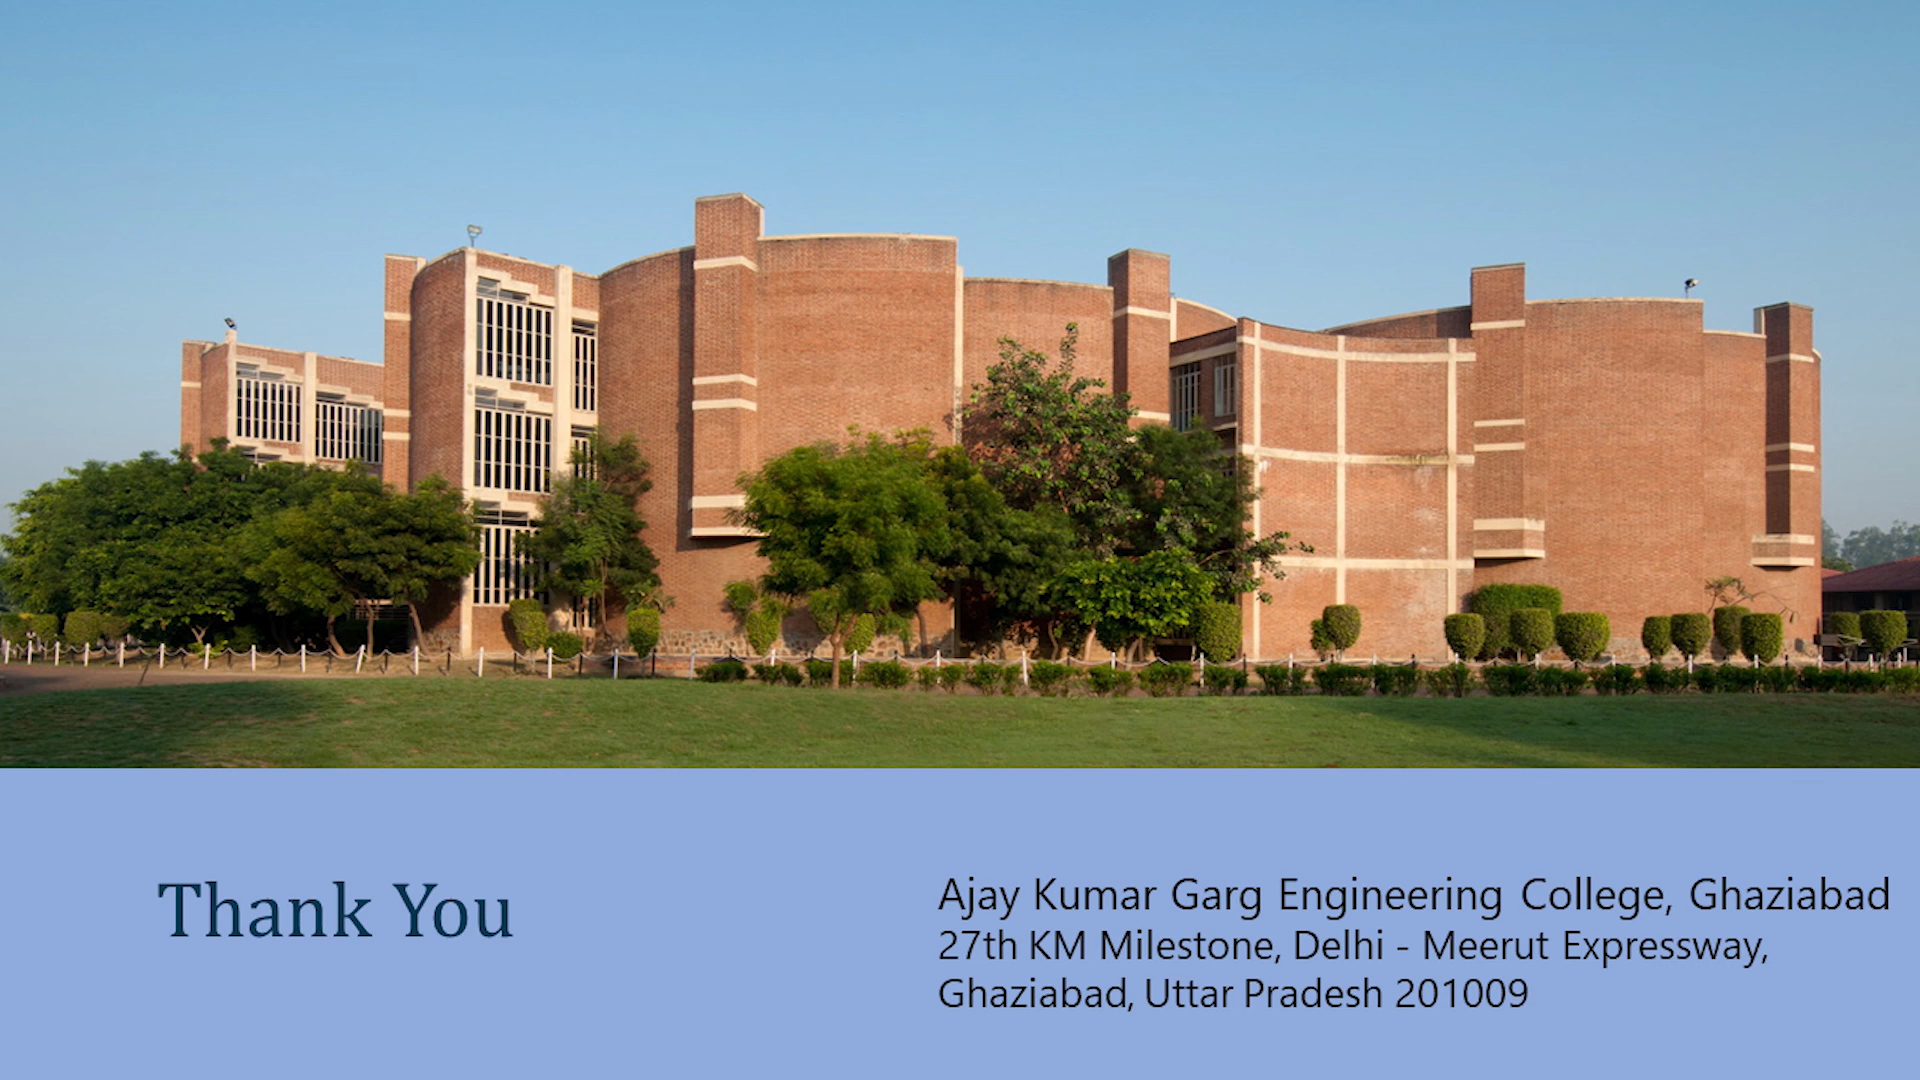 Thank You
Ajay Kumar Garg Engineering College, Ghaziabad
27th KM Milestone, Delhi - Meerut Expressway,
Ghaziabad, Uttar Pradesh 201009